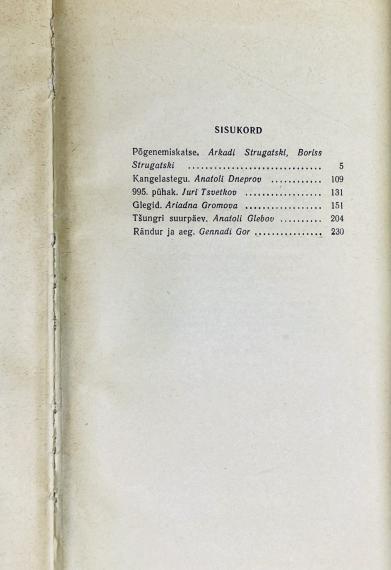 SISUKORD
Põgenemiskatse. Arkadi Strugatski, Boriss
Strugatski .............................. 5
Kangelastegu. Anatoli Dneprov ........... 109
995. pühak. Juri Tsvetkov ................. 131
Glegid. Ariadna Gromova ................. 151
Tšungri suurpäev. Anatoli Glebov .......... 204
Rändur ja aeg. Gennadi Gor ............... 230